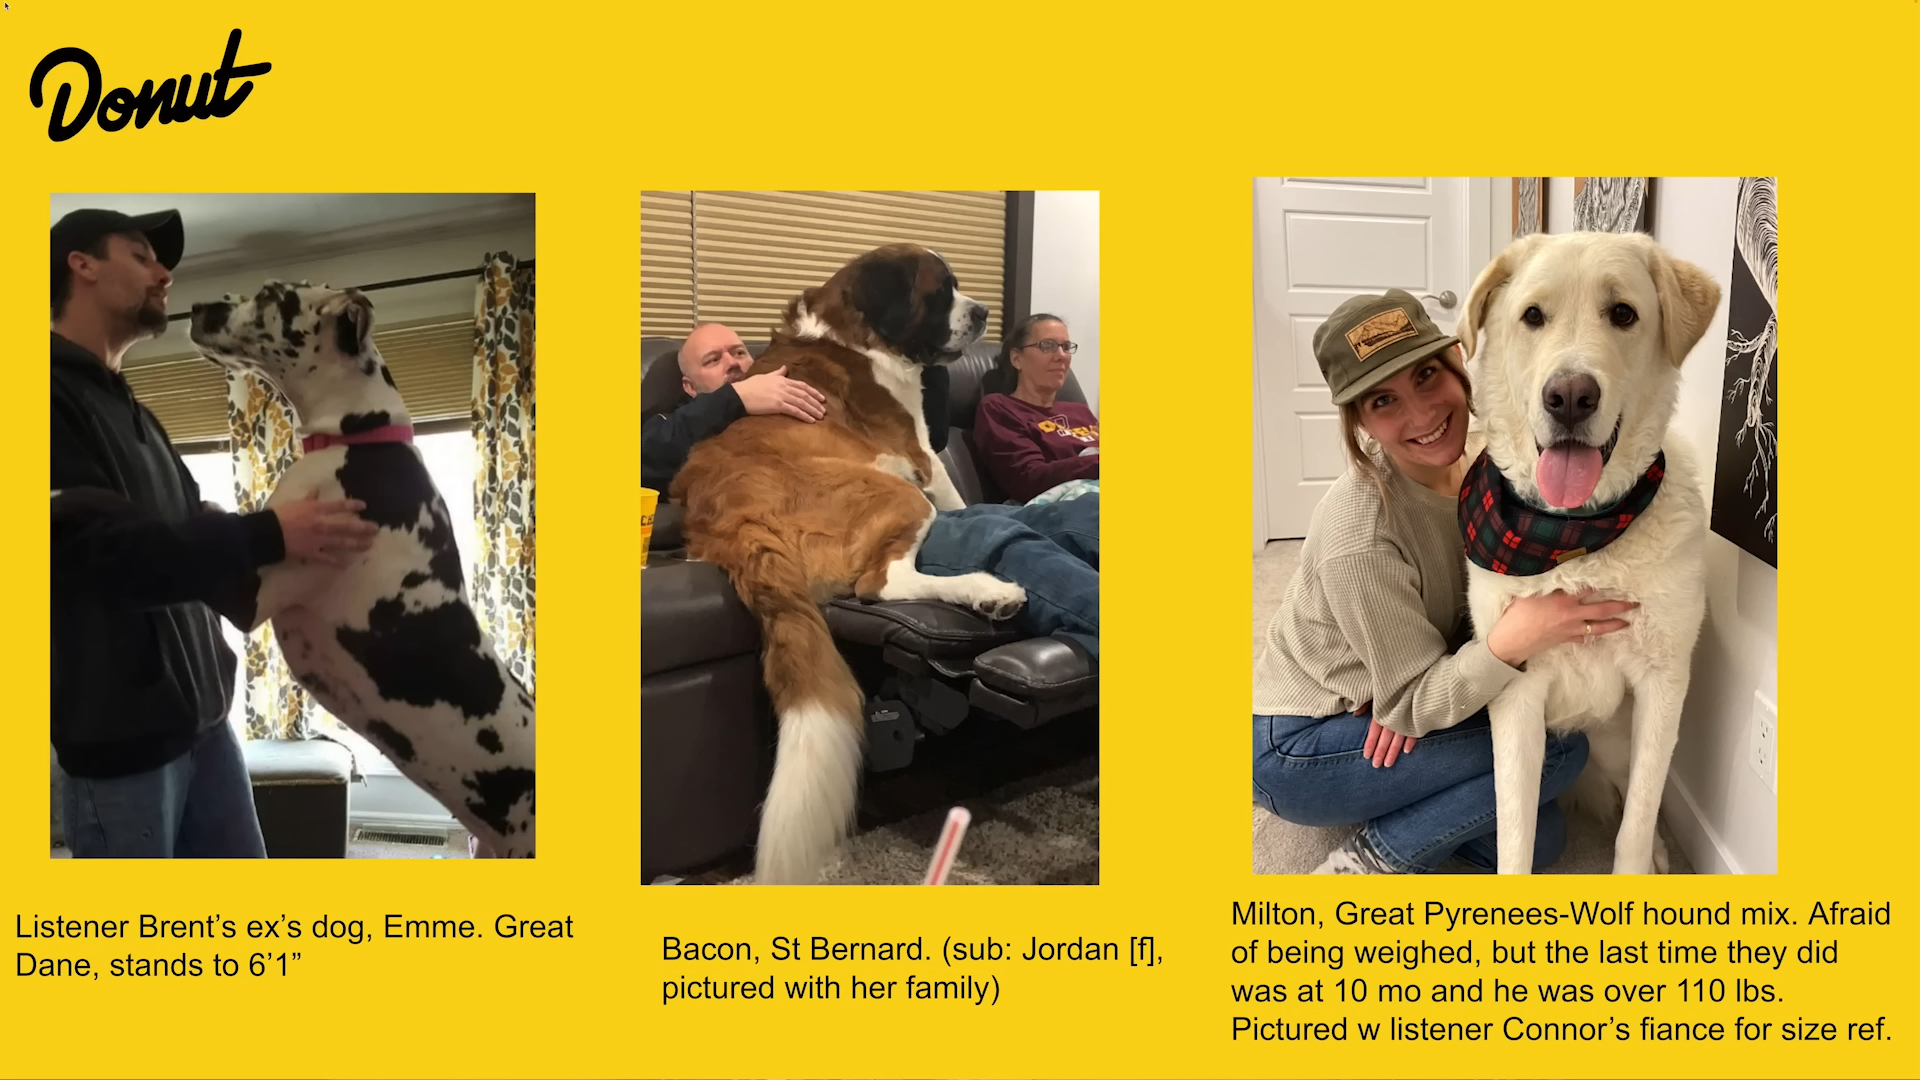 Donut
Listener Brent’s ex’s dog, Emme. Great
Dane, stands to 6’1”
Bacon, St Bernard. (sub: Jordan [f],
pictured with her family)
Milton, Great Pyrenees-Wolf hound mix. Afraid
of being weighed, but the last time they did
was at 10 mo and he was over 110 lbs.
Pictured w listener Connor’s fiance for size ref.